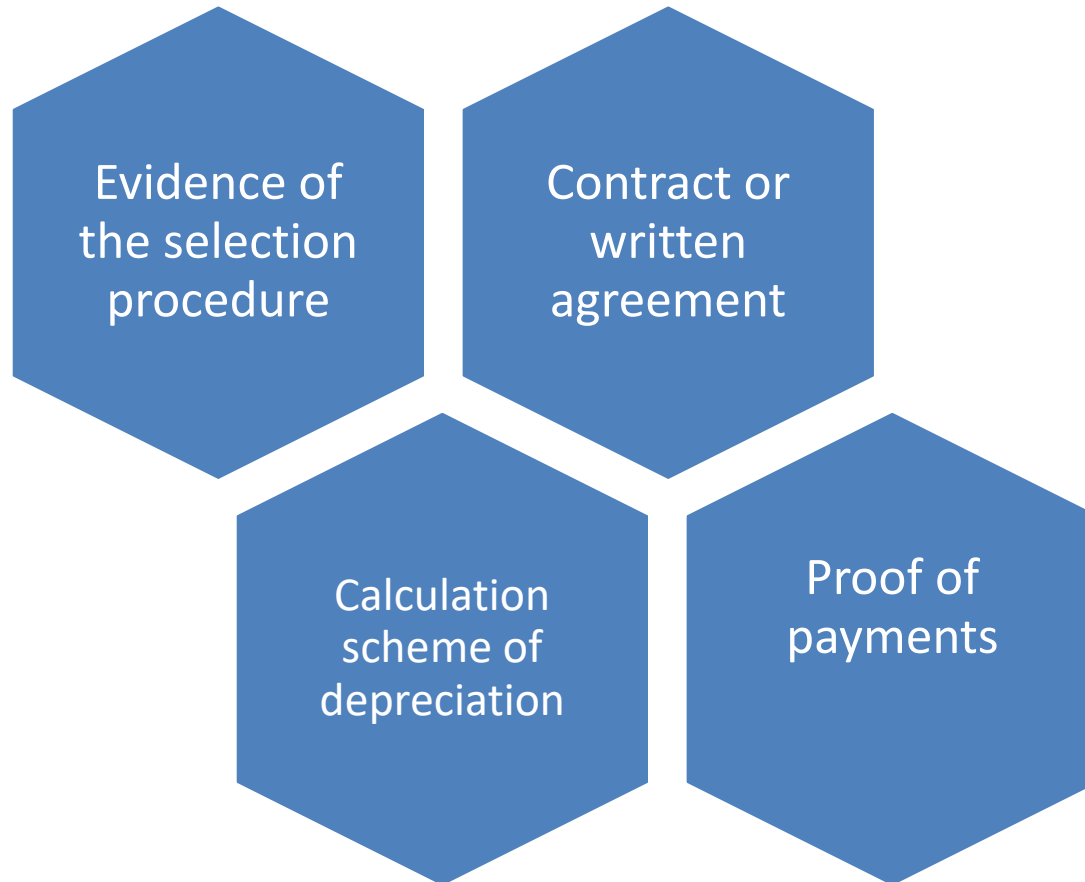 Evidence of
the selection
procedure
Contract or
written
agreement
Calculation
scheme of
depreciation
Proof of
payments